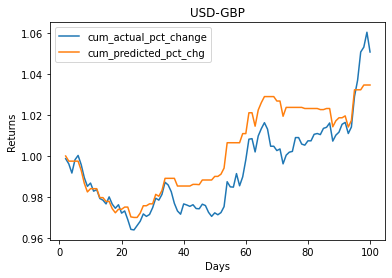 USD-GBP
cum_actual_pct_change
cum_predicted_pct_chg
1.06
1.04
1.02
1.00
0.98
0.96
Returns
0 20 40 60 80 100
Days